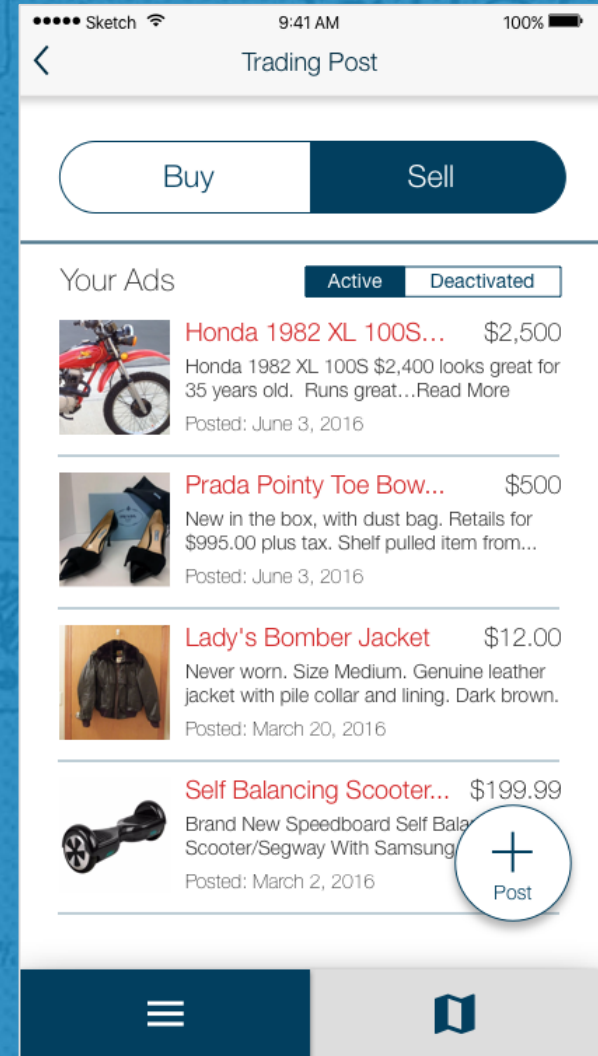 Sketch 9:41 AM 100%
Trading Post
Buy Sell
Your Ads Active Deactivated
Honda 1982 XL 100S... $2,500
Honda 1982 XL 100S $2,400 looks great for
35 years old. Runs great...Read More
Posted: June 3, 2016
Prada Pointy Toe Bow... $500
New in the box, with dust bag. Retails for
$995.00 plus tax. Shelf pulled item from...
Posted: June 3, 2016
Lady's Bomber Jacket $12.00
Never worn. Size Medium. Genuine leather
jacket with pile collar and lining. Dark brown.
Posted: March 20, 2016
Self Balancing Scooter... $199.99
Brand New Speedboard Self
Scooter/Segway With Samsung
Posted: March 2, 2016
Post